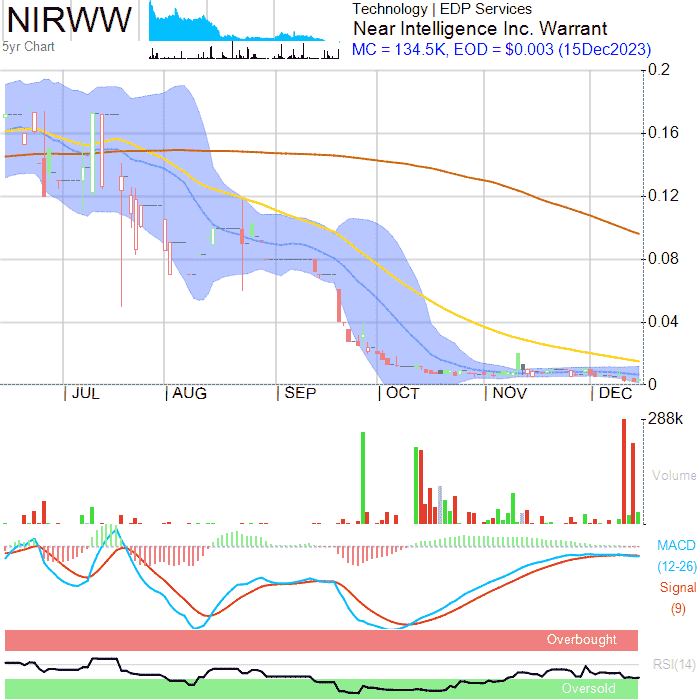 NIRWW
5yr Chart
Technology | EDP Services
Near Intelligence Inc. Warrant
MC = 134.5K, EOD = $0.003 (15Dec2023)
0.2
0.16
0.12
0.08
0.04
0
JUL AUG SEP OCT NOV DEC
288k
Volume
MACD
(12-26)
Signal
(9)
Overbought
RSI(14)
Oversold